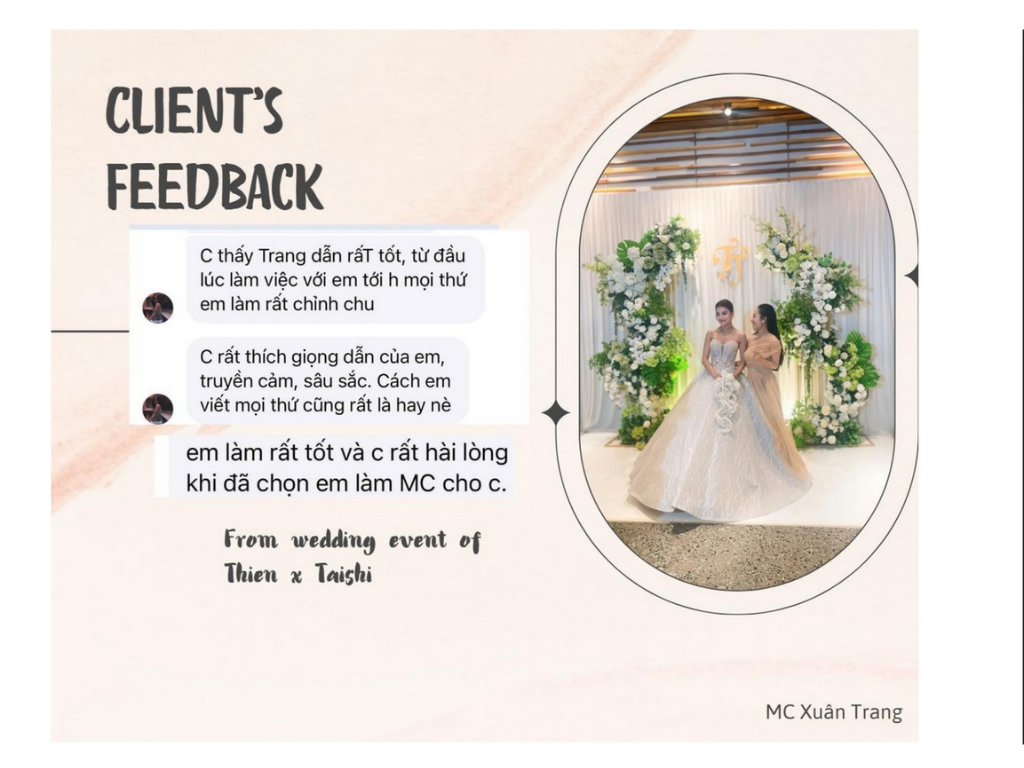 CLIENT'S
FEEDBACK
C thấy Trang dẫn rấT tốt, từ đầu
lúc làm việc với em tới h mọi thứ
em làm rất chỉnh chu
C rất thích giọng dẫn của em,
truyền cảm, sâu sắc. Cách em
viết mọi thứ cũng rất là hay nè
em làm rất tốt và c rất hài lòng
khi đã chọn em làm MC cho c.
From wedding event of
Thien x Taishi
MC Xuân Trang